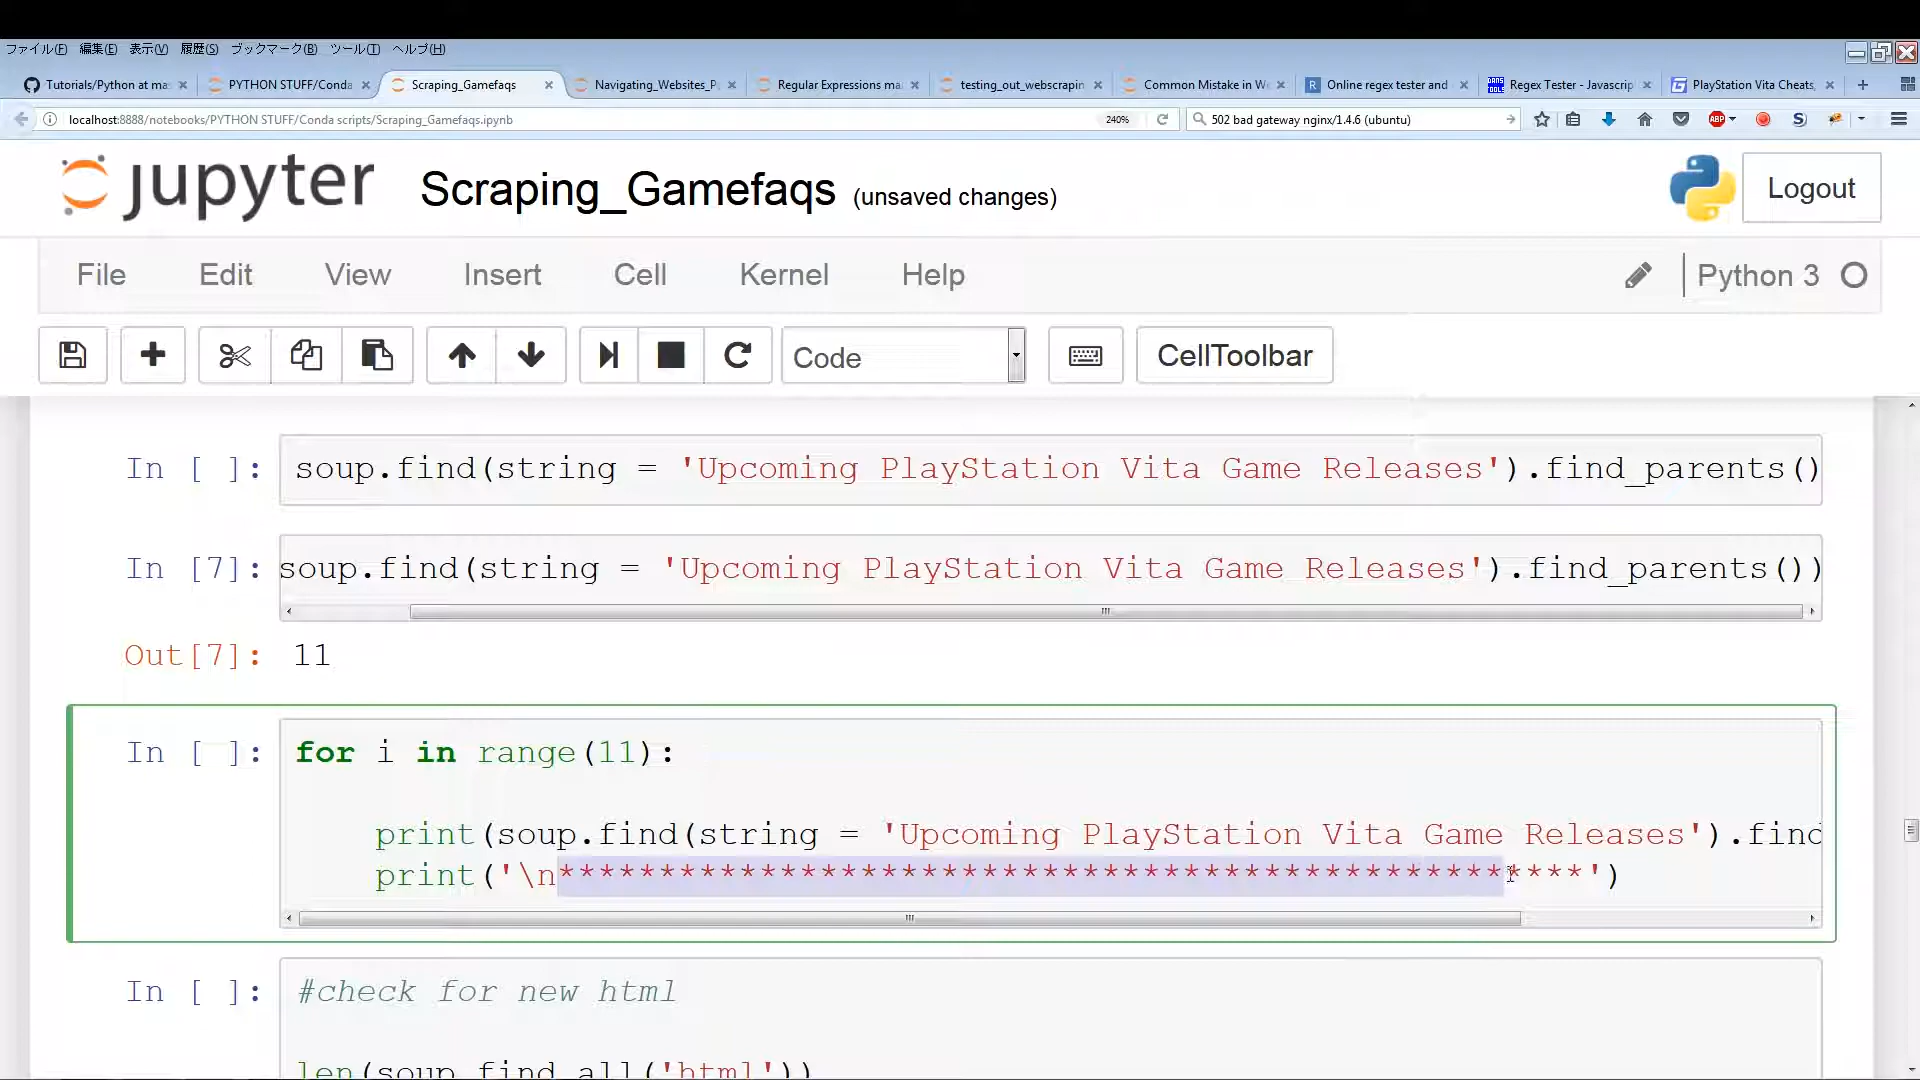 ファイル(F) 編集(E) 表示(V) 履歴(S) ブックマーク(B) ツール(T) ヘルプ(H)
Tutorials/Python at ma PYTHON STUFF/Conda Scraping_Gamefaqs Navigating_Websites_P Regular Expressions ma testing_out_webscrapin Common Mistake in W Online regex tester and Regex Tester - Javascrip PlayStation Vita Cheats,
localhost:8888/notebooks/PYTHON STUFF/Conda scripts/Scraping_Gamefaqs.ipynb 240% 502 bad gateway nginx/1.4.6 (ubuntu) ABP
jupyter Scraping_Gamefaqs (unsaved changes) Logout
File Edit View Insert Cell Kernel Help Python 3
Code CellToolbar
In [ ]: soup.find(string = 'Upcoming PlayStation Vita Game Releases').find_parents()
In [7]: soup.find(string = 'Upcoming PlayStation Vita Game Releases').find_parents())
Out[7]: 11
In [ ]: for i in range(11):
print(soup.find(string = 'Upcoming PlayStation Vita Game Releases').find
print('\n***************************************************')
In [ ]: #check for new html
len(soup.find_all('html'))